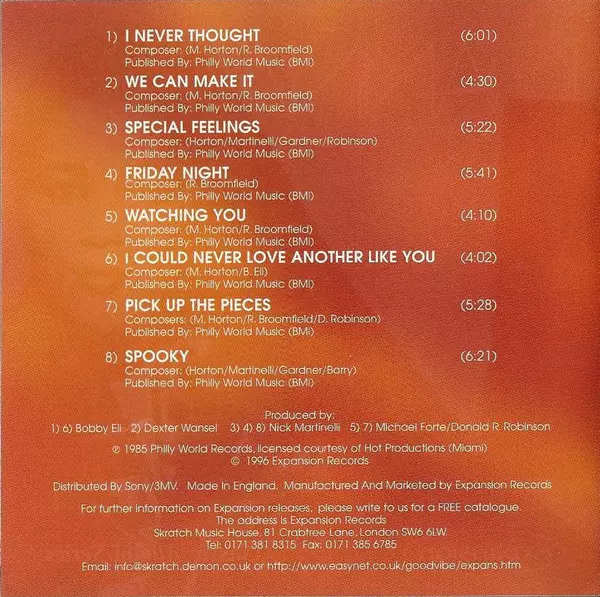 1) I NEVER THOUGHT (6:01)
Composer: (M. Horton/R. Broomfield)
Published By: Philly World Music (BMI)
2) WE CAN MAKE IT (4:30)
Composer: (M. Horton/R. Broomfield)
Published By: Philly World Music (BMI)
3) SPECIAL FEELINGS (5:22)
Composer: (Horton/Martinelli/Gardner/Robinson)
Published By: Philly World Music (BMI)
4) FRIDAY NIGHT (5:41)
Composer: (R. Broomfield)
Published By: Philly World Music (BMI)
5) WATCHING YOU (4:10)
Composer: (M. Horton/R. Broomfield)
Published By: Philly World Music (BMI)
6) I COULD NEVER LOVE ANOTHER LIKE YOU (4:02)
Composer: (M. Horton/B. Eli)
Published By: Philly World Music (BMI)
7) PICK UP THE PIECES (5:28)
Composers: (M. Horton/R. Broomfield/D. Robinson)
Published By: Philly World Music (BMI)
8) SPOOKY (6:21)
Composer: (Horton/Martinelli/Gardner/Barry)
Published By: Philly World Music (BMI)
Produced by:
1) 6) Bobby Eli 2) Dexter Wansel 3) 4) 8) Nick Martinelli 5) 7) Michael Forte/Donald R. Robinson
℗ 1985 Philly World Records, licensed courtesy of Hot Productions (Miami)
© 1996 Expansion Records
Distributed By Sony/3MV. Made In England. Manufactured And Marketed by Expansion Records
For further information on Expansion releases, please write to us for a FREE catalogue.
The address is Expansion Records
Skratch Music House, 81 Crabtree Lane, London SW6 6LW.
Tel: 0171 381 8315 Fax: 0171 385 6785
Email: info@skratch.demon.co.uk or http://www.easynet.co.uk/goodvibe/expans.htm